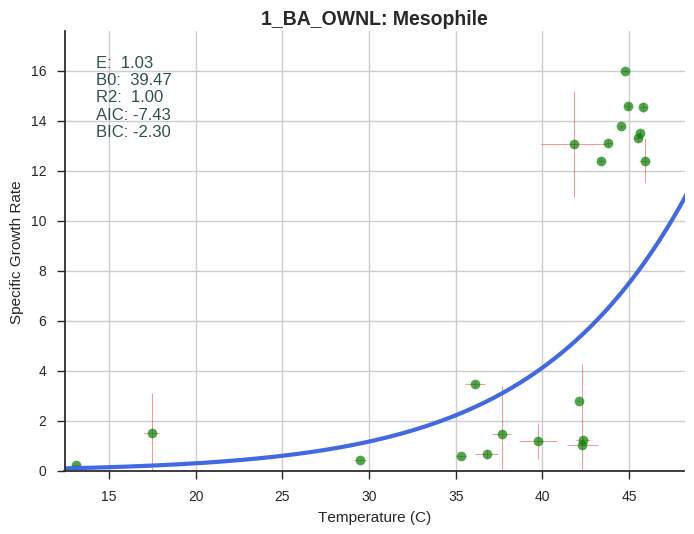 1_BA_OWNL: Mesophile
E:  1.03
B0:  39.47
R2:  1.00
AIC: -7.43
BIC: -2.30
Specific Growth Rate
16
14
12
10
8
6
4
2
0
15 20 25 30 35 40 45
Temperature (C)